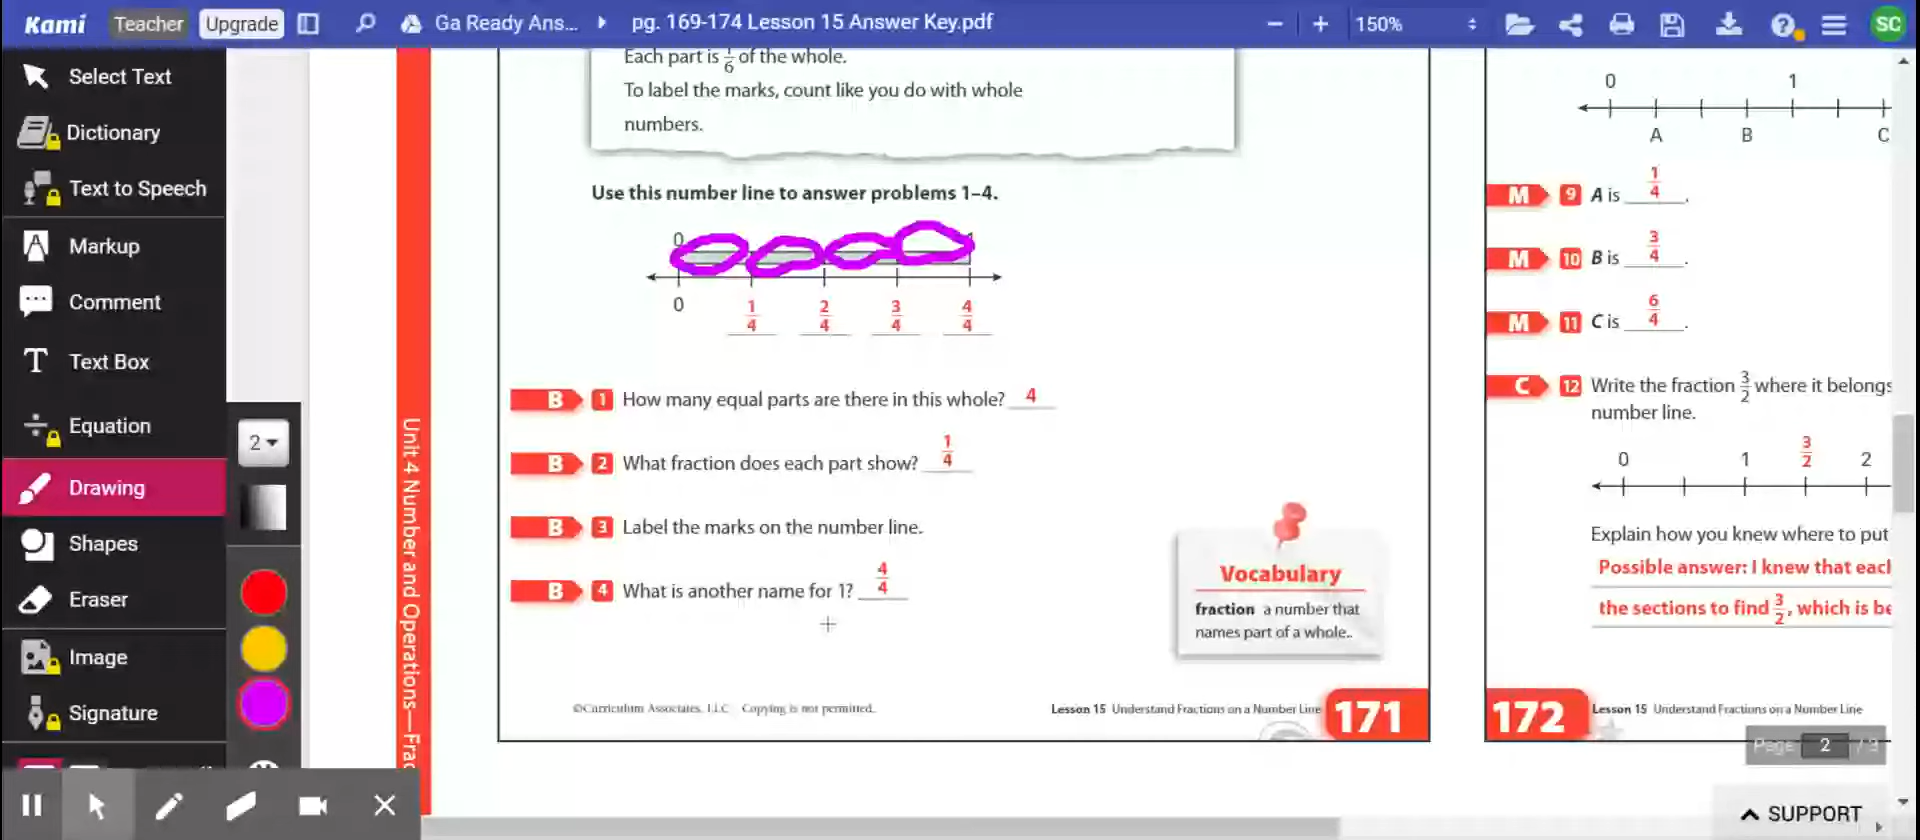 Kami Teacher Upgrade Ga Ready Ans... pg. 169-174 Lesson 15 Answer Key.pdf 150% SC
Select Text
Dictionary
Text to Speech
Markup
Comment
Text Box
Equation
Drawing
Shapes
Eraser
Image
Signature
2
Unit 4 Number and Operations—Frac
Each part is 1/6 of the whole.
To label the marks, count like you do with whole
numbers.
Use this number line to answer problems 1–4.
0 1
0 1/4 2/4 3/4 4/4
B 1 How many equal parts are there in this whole? 4
B 2 What fraction does each part show? 1/4
B 3 Label the marks on the number line.
B 4 What is another name for 1? 4/4
Vocabulary
fraction a number that
names part of a whole..
©Curriculum Associates, LLC Copying is not permitted.
Lesson 15 Understand Fractions on a Number Line 171
0 1
A B C
M 9 A is 1/4.
M 10 B is 3/4.
M 11 C is 6/4.
C 12 Write the fraction 3/2 where it belongs
number line.
0 1 3/2 2
Explain how you knew where to put
Possible answer: I knew that each
the sections to find 3/2, which is be
172 Lesson 15 Understand Fractions on a Number Line
Page 2 / 3
SUPPORT